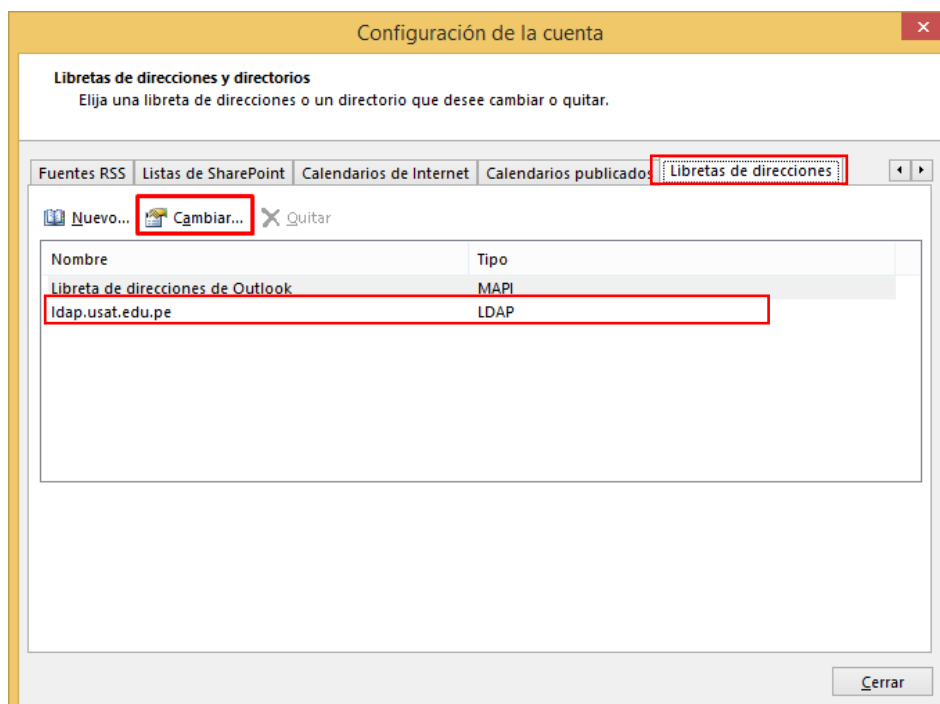 Configuración de la cuenta
Libretas de direcciones y directorios
Elija una libreta de direcciones o un directorio que desee cambiar o quitar.
Fuentes RSS Listas de SharePoint Calendarios de Internet Calendarios publicados Libretas de direcciones
Nuevo... Cambiar... Quitar
Nombre Tipo
Libreta de direcciones de Outlook MAPI
ldap.usat.edu.pe LDAP
Cerrar